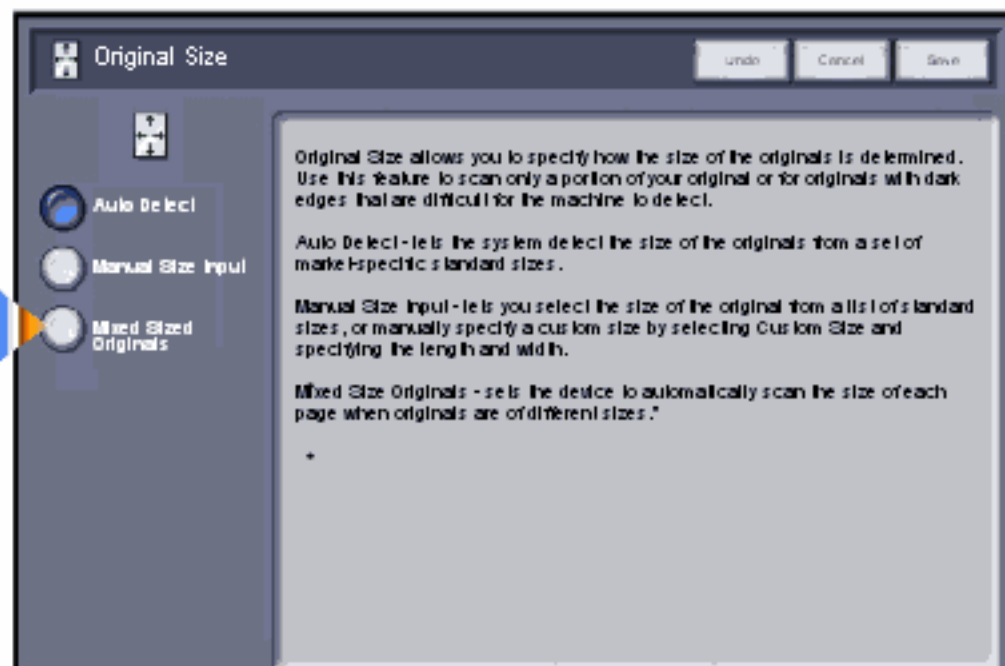 Original Size
Undo
Cancel
Save
Auto Detect
Manual Size Input
Mixed Sized
Originals
Original Size allows you to specify how the size of the originals is determined.
Use this feature to scan only a portion of your original or for originals with dark
edges that are difficult for the machine to detect.
Auto Detect - lets the system detect the size of the originals from a set of
market-specific standard sizes.
Manual Size Input - lets you select the size of the original from a list of standard
sizes, or manually specify a custom size by selecting Custom Size and
specifying the length and width.
Mixed Size Originals - sets the device to automatically scan the size of each
page when originals are of different sizes."